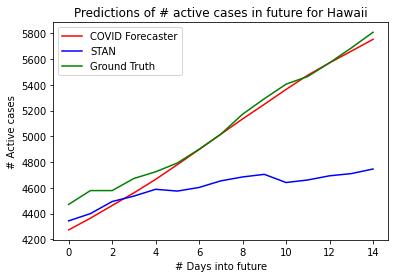 Predictions of # active cases in future for Hawaii
COVID Forecaster
STAN
Ground Truth
# Active cases
5800
5600
5400
5200
5000
4800
4600
4400
4200
0 2 4 6 8 10 12 14
# Days into future